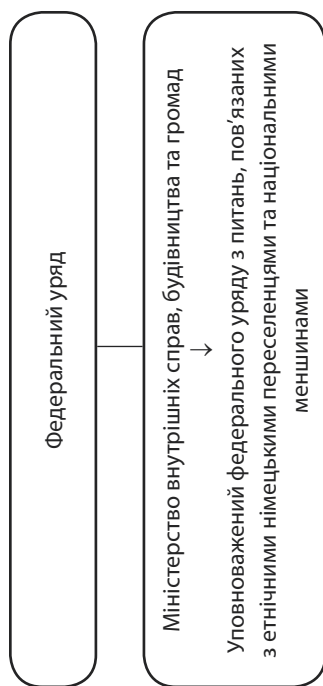 Федеральний уряд
Міністерство внутрішніх справ, будівництва та громад
↓
Уповноважений федерального уряду з питань, пов’язаних
з етнічними німецькими переселенцями та національними
меншинами